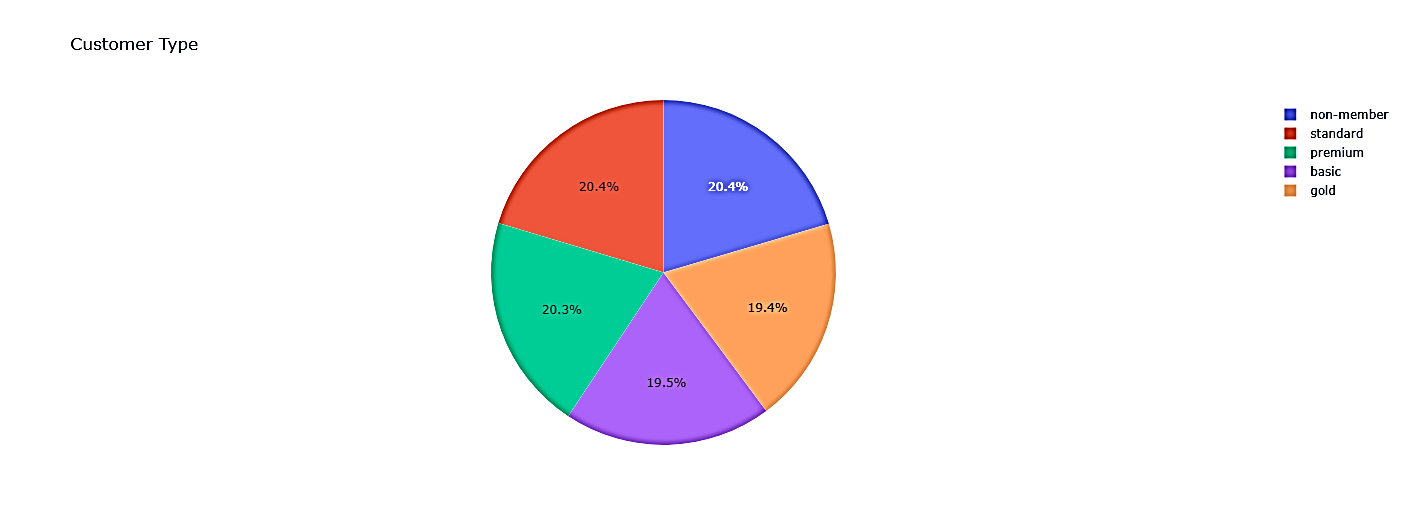 Customer Type
20.4%
20.4%
20.3%
19.4%
19.5%
non-member
standard
premium
basic
gold